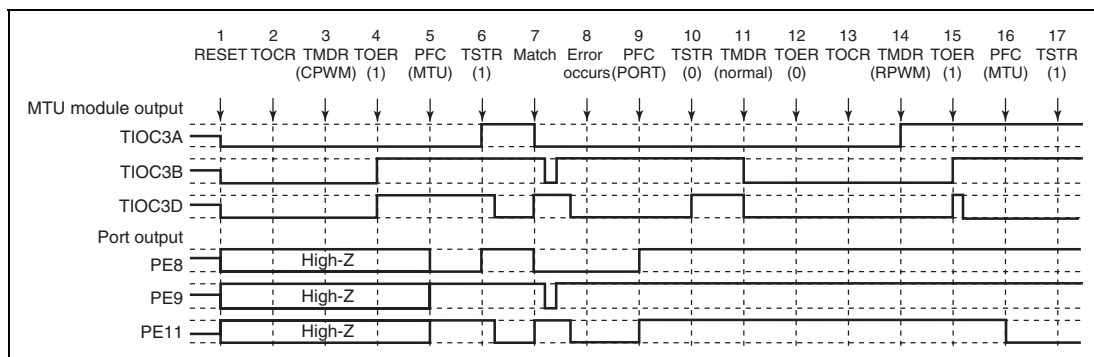 1 2 3 4 5 6 7 8 9 10 11 12 13 14 15 16 17
RESET TOCR TMDR TOER PFC TSTR Match Error PFC TSTR TMDR TOER TOCR TMDR TOER PFC TSTR
(CPWM) (1) (MTU) (1) occurs (PORT) (0) (normal) (0) (RPWM) (1) (MTU) (1)
MTU module output
TIOC3A
TIOC3B
TIOC3D
Port output
PE8 High-Z
PE9 High-Z
PE11 High-Z